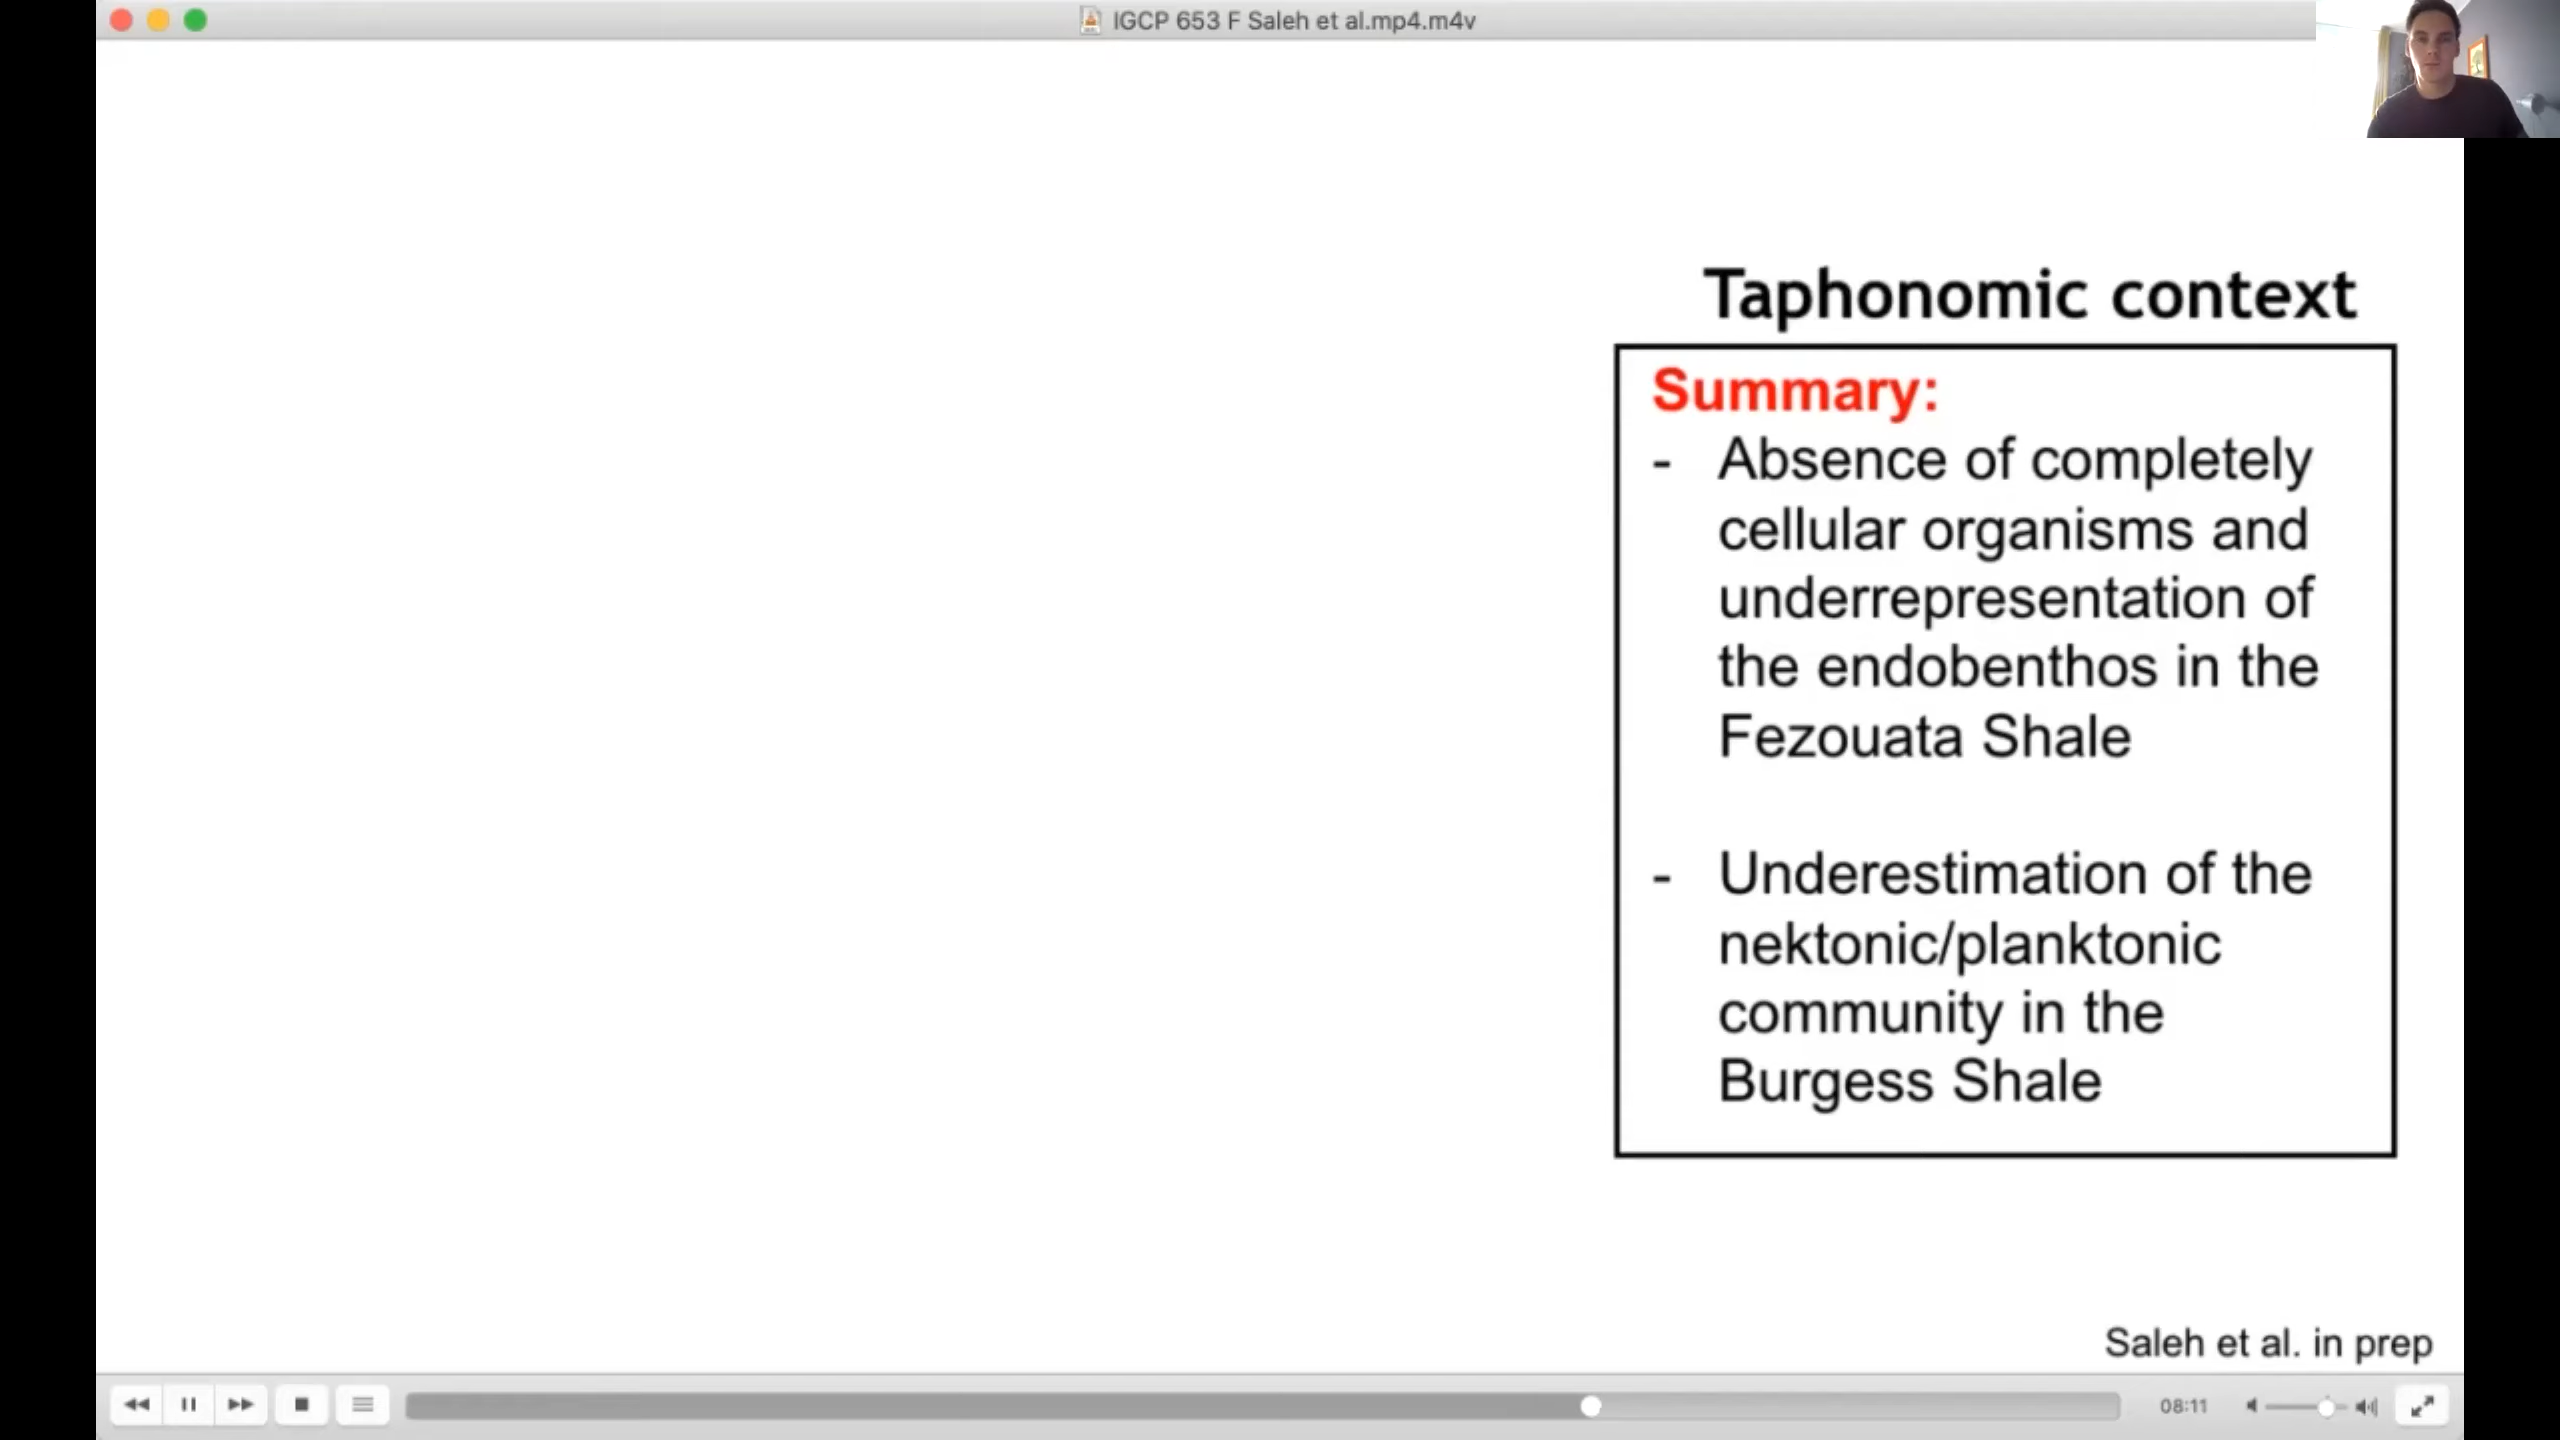 IGCP 653 F Saleh et al.mp4.m4v
Taphonomic context
Summary:
- Absence of completely
cellular organisms and
underrepresentation of
the endobenthos in the
Fezouata Shale
- Underestimation of the
nektonic/planktonic
community in the
Burgess Shale
Saleh et al. in prep
08:11